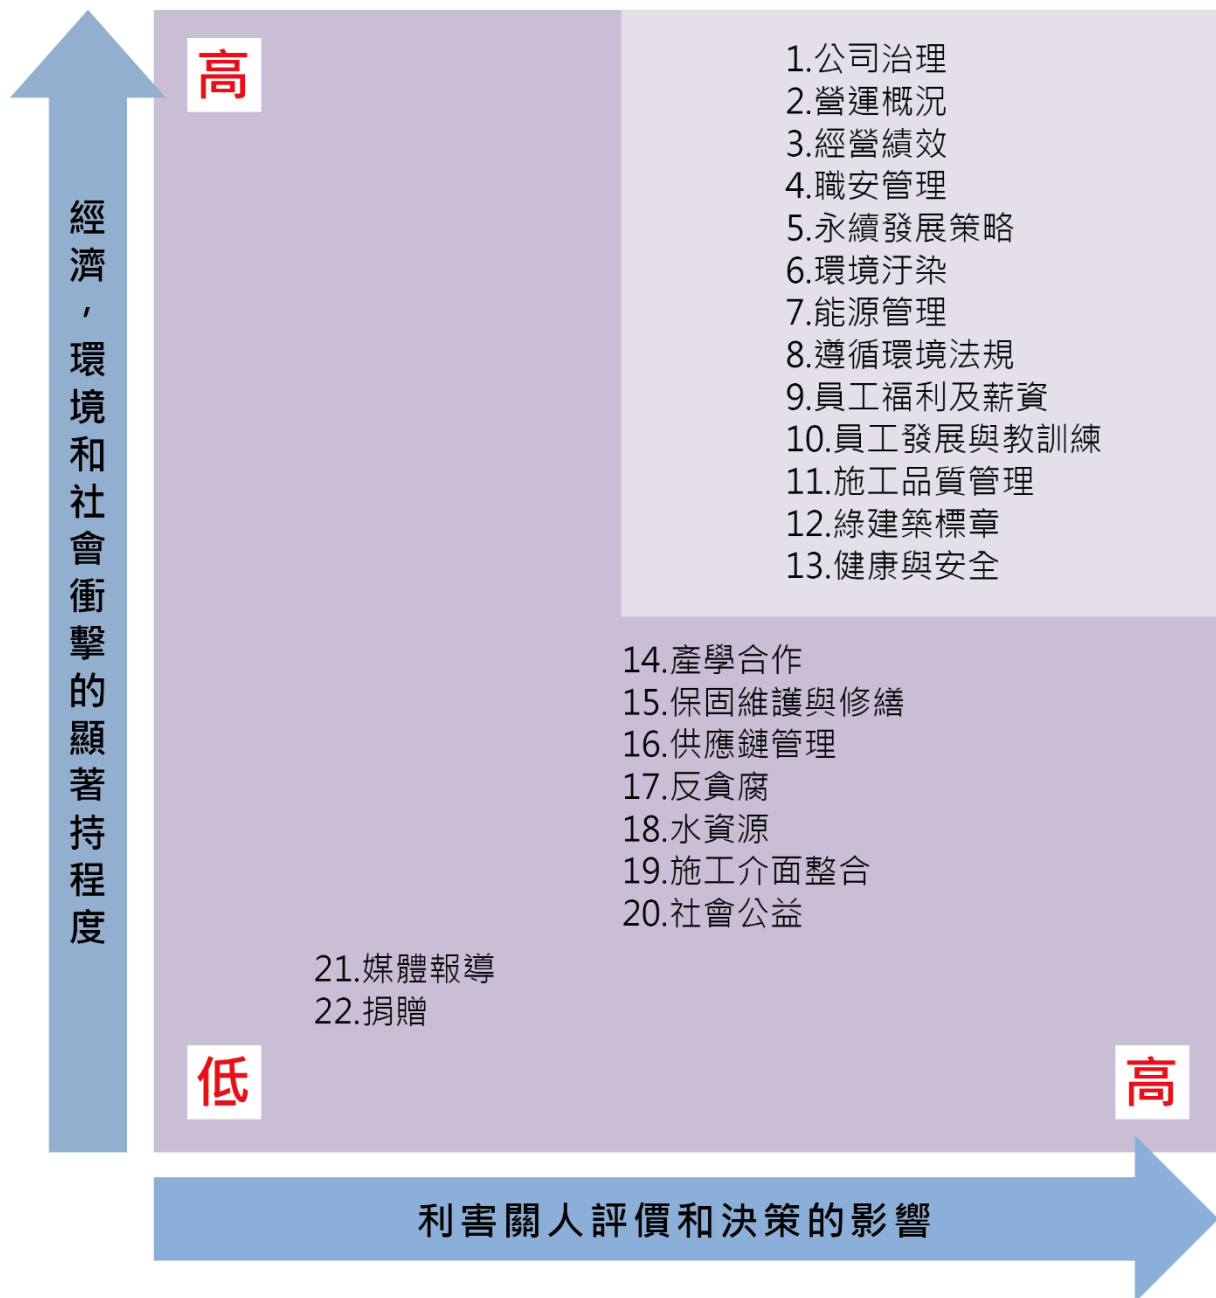 高
1.公司治理
2.營運概況
3.經營績效
4.職安管理
5.永續發展策略
6.環境汙染
7.能源管理
8.遵循環境法規
9.員工福利及薪資
10.員工發展與教訓練
11.施工品質管理
12.綠建築標章
13.健康與安全
經濟，環境和社會衝擊的顯著持程度
14.產學合作
15.保固維護與修繕
16.供應鏈管理
17.反貪腐
18.水資源
19.施工介面整合
20.社會公益
21.媒體報導
22.捐贈
低
高
利害關人評價和決策的影響